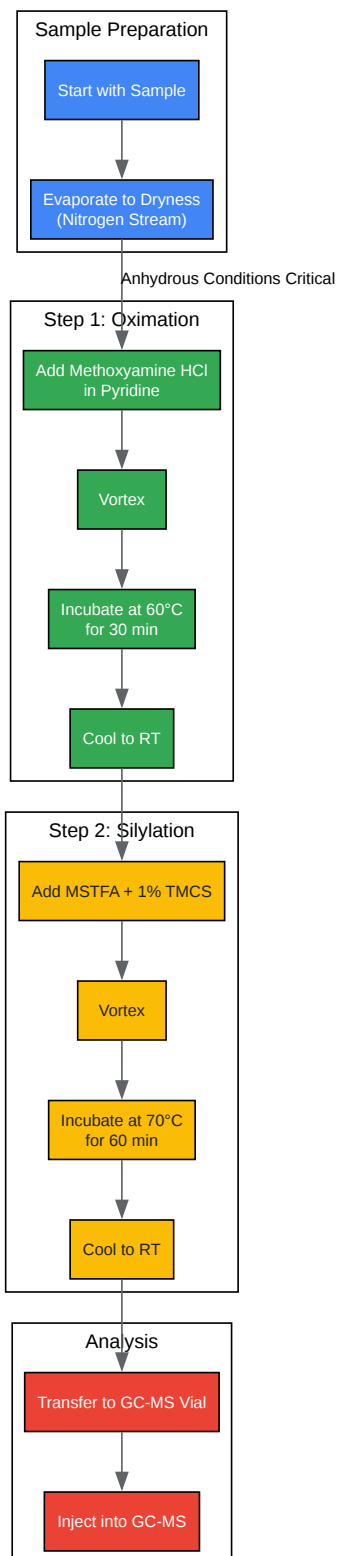 Sample Preparation
Start with Sample
Evaporate to Dryness
(Nitrogen Stream)
Anhydrous Conditions Critical
Step 1: Oximation
Add Methoxyamine HCl
in Pyridine
Vortex
Incubate at 60°C
for 30 min
Cool to RT
Step 2: Silylation
Add MSTFA + 1% TMCS
Vortex
Incubate at 70°C
for 60 min
Cool to RT
Analysis
Transfer to GC-MS Vial
Inject into GC-MS